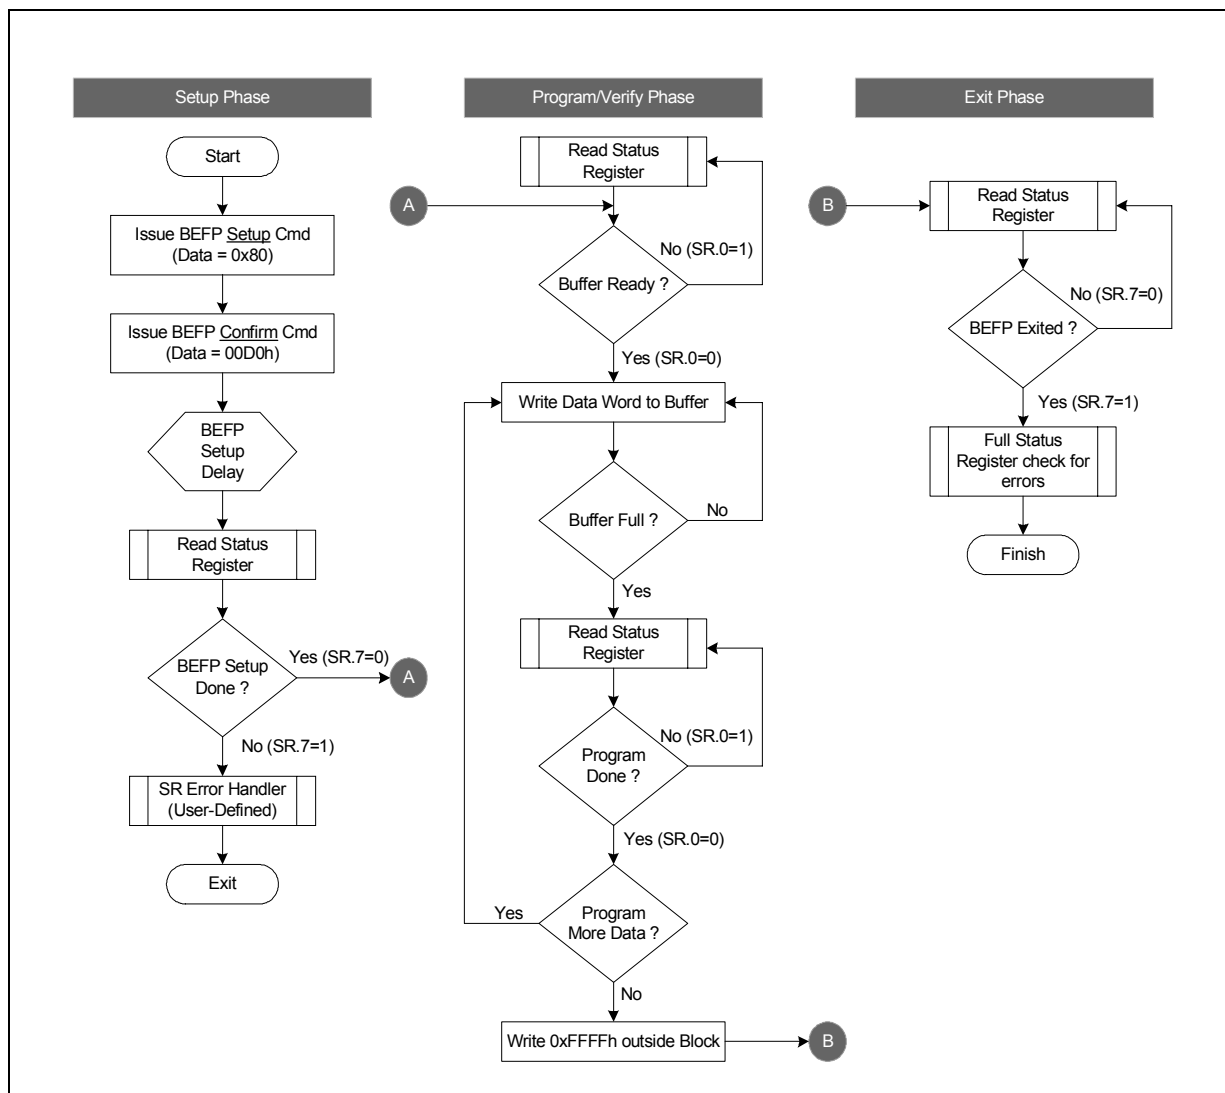 Setup Phase
Start
Issue BEFP Setup Cmd
(Data = 0x80)
Issue BEFP Confirm Cmd
(Data = 00D0h)
BEFP
Setup
Delay
Read Status
Register
BEFP Setup
Done ?
Yes (SR.7=0)
A
No (SR.7=1)
SR Error Handler
(User-Defined)
Exit
Program/Verify Phase
Read Status
Register
A
No (SR.0=1)
Buffer Ready ?
Yes (SR.0=0)
Write Data Word to Buffer
Buffer Full ?
No
Yes
Read Status
Register
No (SR.0=1)
Program
Done ?
Yes (SR.0=0)
Yes
Program
More Data ?
No
Write 0xFFFFh outside Block
B
Exit Phase
B
Read Status
Register
No (SR.7=0)
BEFP Exited ?
Yes (SR.7=1)
Full Status
Register check for
errors
Finish